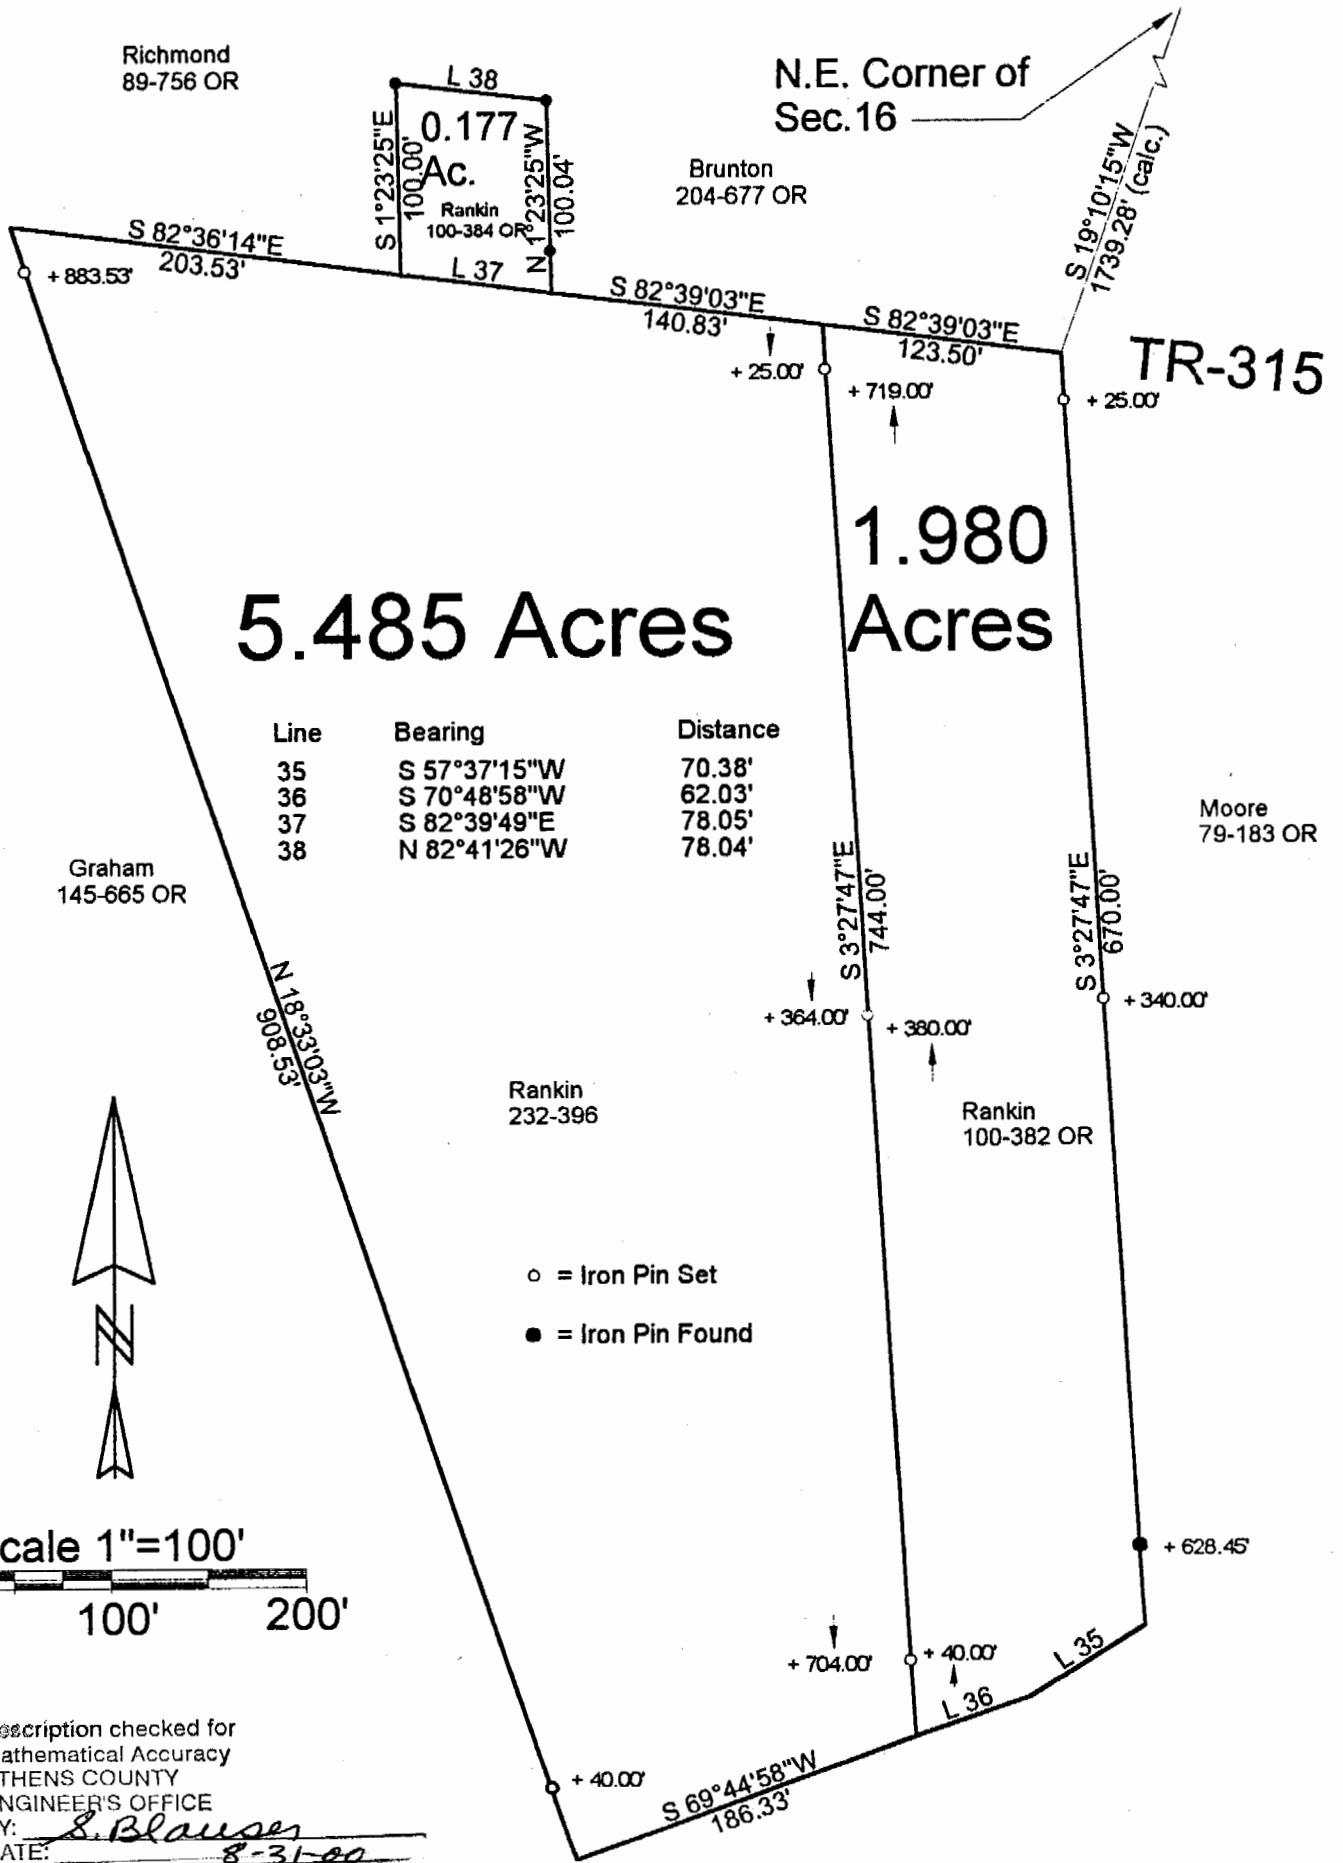 Richmond
89-756 OR
L 38
N.E. Corner of
Sec.16
0.177
Ac.
S 1°23'25"E
100.00'
N 1°23'25"W
100.04'
Rankin
100-384 OR
Brunton
204-677 OR
S 19°10'15"W
1739.28' (calc.)
S 82°36'14"E
203.53'
L 37
S 82°39'03"E
140.83'
S 82°39'03"E
123.50'
TR-315
+ 883.53'
+ 25.00'
+ 719.00'
+ 25.00'
1.980
Acres
5.485 Acres
Line Bearing Distance
35 S 57°37'15"W 70.38'
36 S 70°48'58"W 62.03'
37 S 82°39'49"E 78.05'
38 N 82°41'26"W 78.04'
Moore
79-183 OR
Graham
145-665 OR
S 3°27'47"E
744.00'
S 3°27'47"E
670.00'
N 18°33'03"W
908.53'
+ 364.00'
+ 380.00'
+ 340.00'
Rankin
232-396
Rankin
100-382 OR
= Iron Pin Set
= Iron Pin Found
N
cale 1"=100'
100' 200'
+ 628.45'
+ 704.00'
+ 40.00'
L 35
L 36
+ 40.00'
S 69°44'58"W
186.33'
escription checked for
athematical Accuracy
THENS COUNTY
NGINEER'S OFFICE
Y: S. Blauser
ATE: 8-31-00